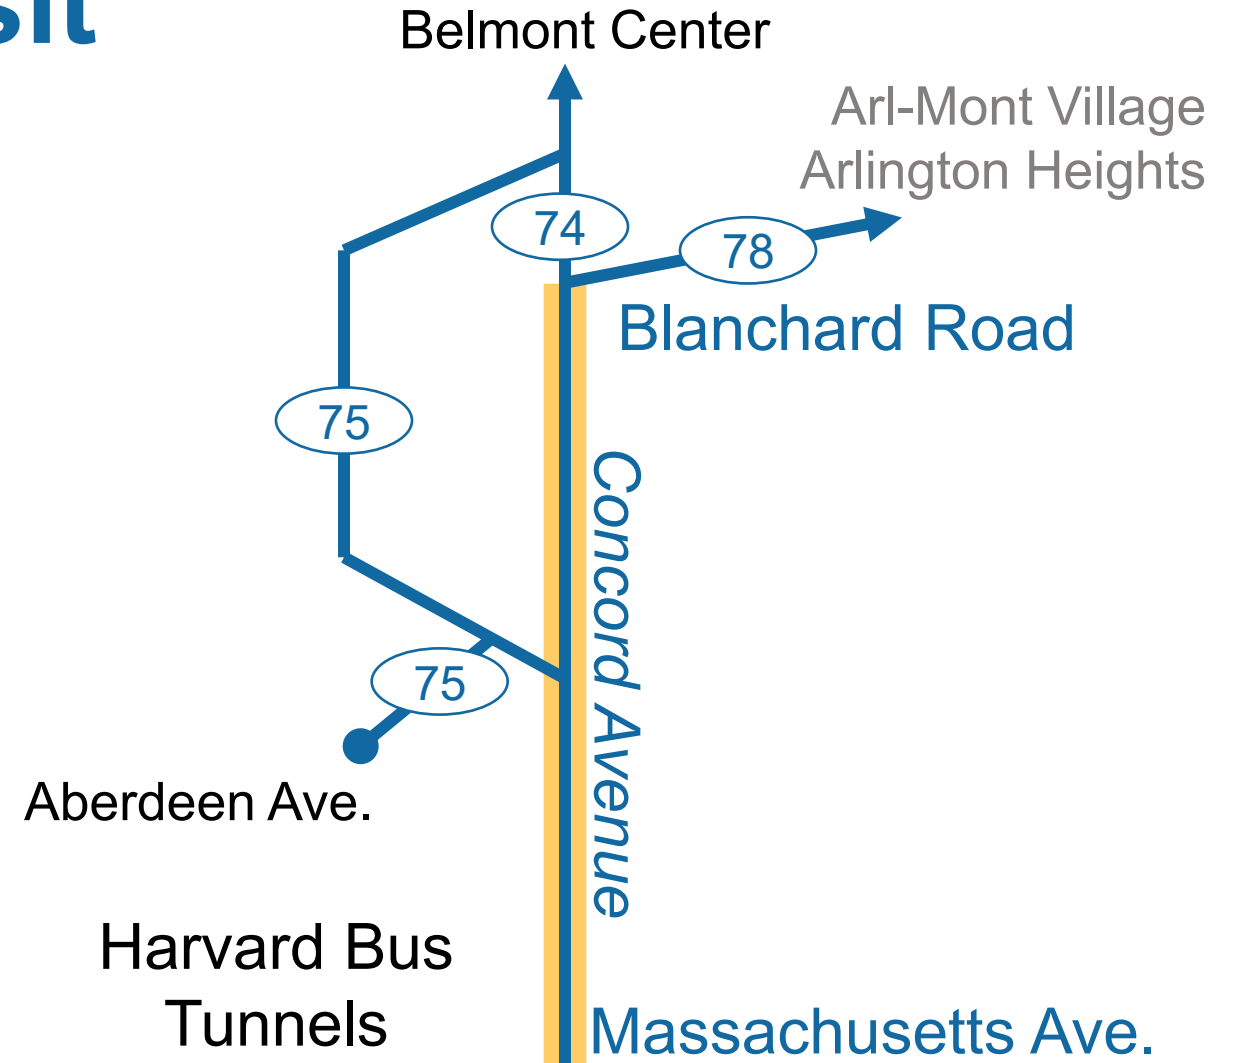 sit
Belmont Center
Arl-Mont Village
Arlington Heights
74
78
Blanchard Road
75
Concord Avenue
75
Aberdeen Ave.
Harvard Bus
Tunnels
Massachusetts Ave.